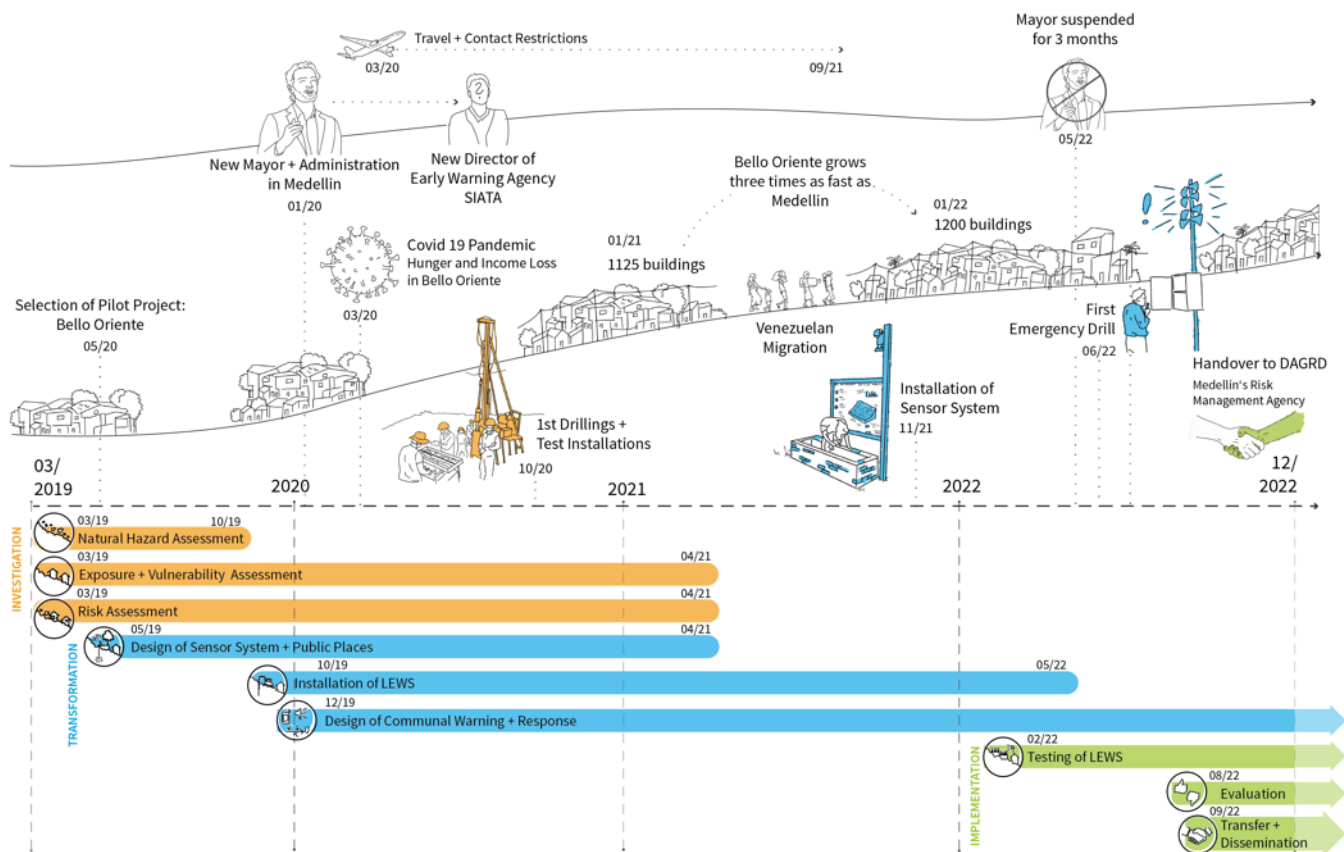 Travel + Contact Restrictions
03/20
09/21
Mayor suspended
for 3 months
05/22
New Mayor + Administration
in Medellin
01/20
New Director of
Early Warning Agency
SIATA
Bello Oriente grows
three times as fast as
Medellin
01/22
1200 buildings
Covid 19 Pandemic
Hunger and Income Loss
in Bello Oriente
03/20
01/21
1125 buildings
Selection of Pilot Project:
Bello Oriente
05/20
Venezuelan
Migration
First
Emergency Drill
06/22
Installation of
Sensor System
11/21
Handover to DAGRD
Medellín's Risk
Management Agency
1st Drillings +
Test Installations
10/20
03/
2019
2020
2021
2022
12/
2022
INVESTIGATION
03/19
10/19
Natural Hazard Assessment
03/19
04/21
Exposure + Vulnerability Assessment
03/19
04/21
Risk Assessment
TRANSFORMATION
05/19
04/21
Design of Sensor System + Public Places
10/19
05/22
Installation of LEWS
12/19
Design of Communal Warning + Response
IMPLEMENTATION
02/22
Testing of LEWS
08/22
Evaluation
09/22
Transfer +
Dissemination